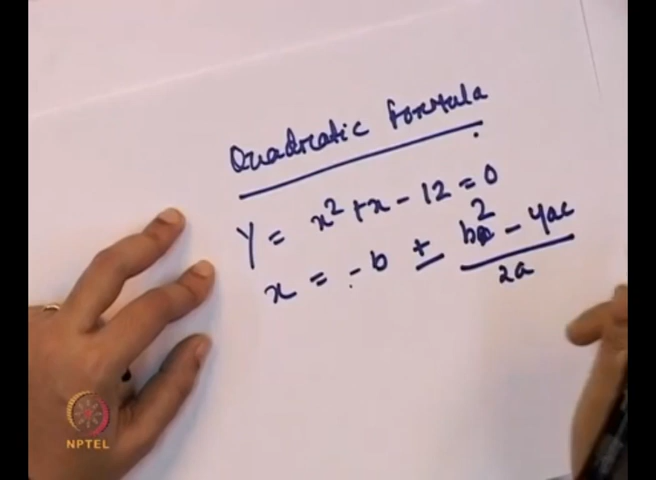 Quadratic formula
Y = x² + x - 12 = 0
x = -b ± b² - 4ac / 2a
NPTEL